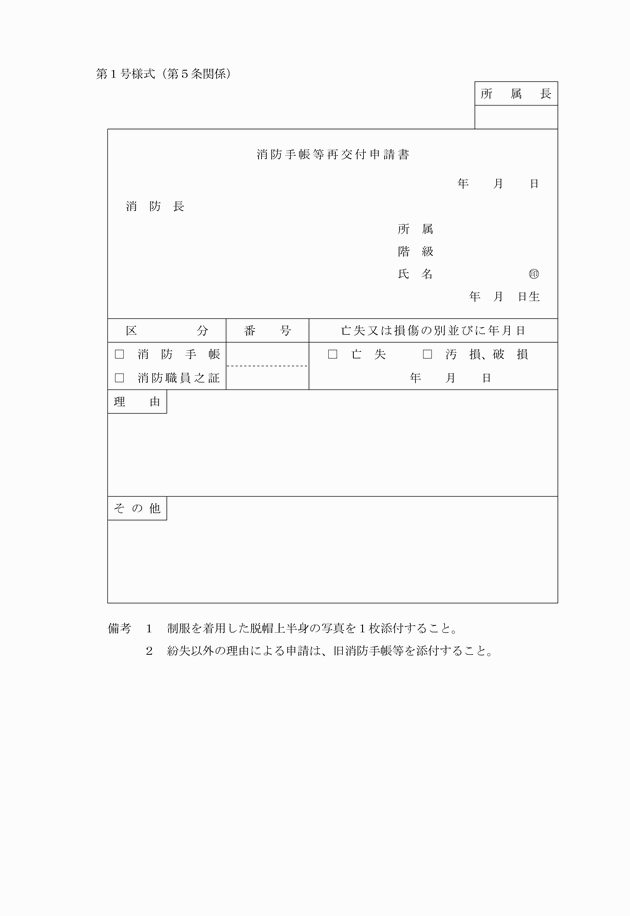 第１号様式（第５条関係）
所　属　長
消防手帳等再交付申請書
年　　月　　日
消　防　長
所　属
階　級
氏　名　　　　　　　　㊞
年　月　日生
区　　　　　分　　番　　号　　亡失又は損傷の別並びに年月日
□　消　防　手　帳　　□　亡　失　　　□　汚　損、破　損
□　消防職員之証　　年　　月　　日
理　　由
その他
備考　１　制服を着用した脱帽上半身の写真を１枚添付すること。
２　紛失以外の理由による申請は、旧消防手帳等を添付すること。